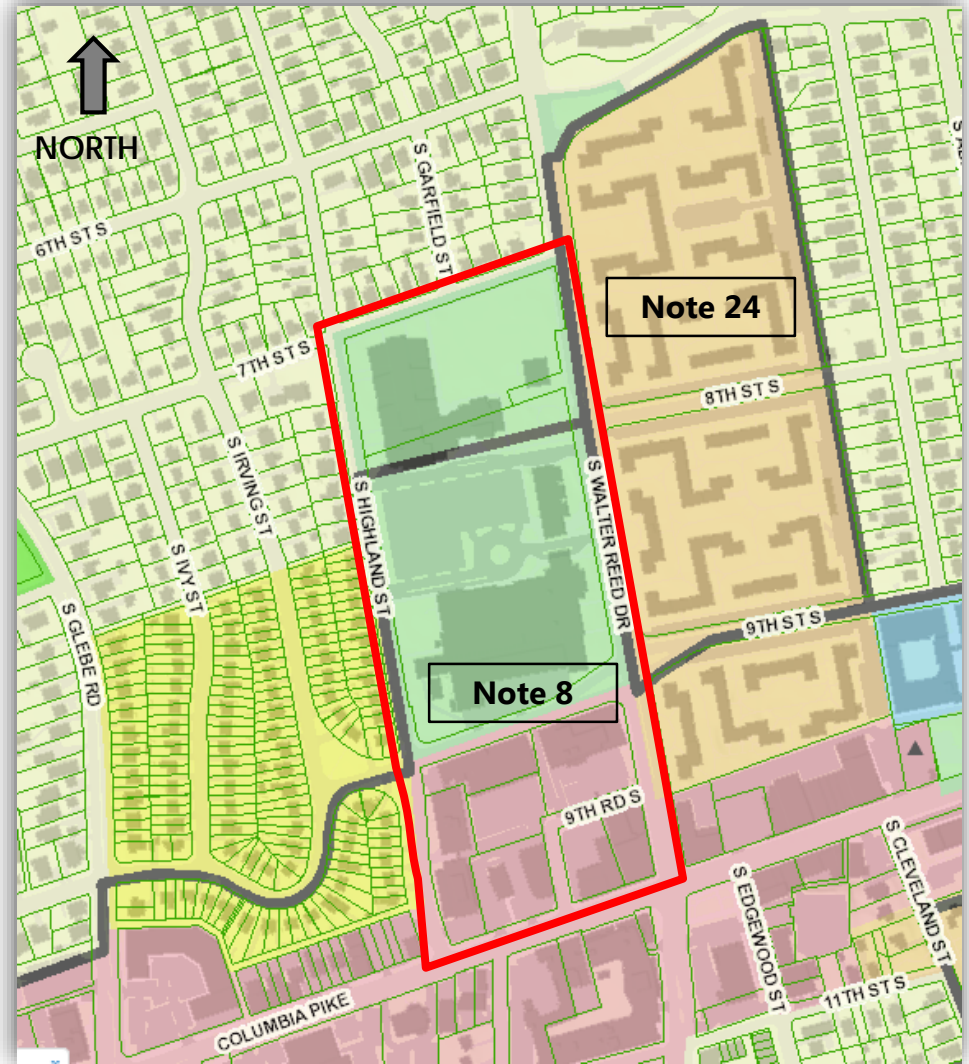 NORTH
6TH ST S
S GARFIELD ST
Note 24
7TH ST S
8TH ST S
S IRVING ST
S HIGHLAND ST
S WALTER REED DR
S IVY ST
S GLEBE RD
9TH ST S
Note 8
9TH RD S
S EDGEWOOD ST
S CLEVELAND ST
11TH ST S
COLUMBIA PIKE